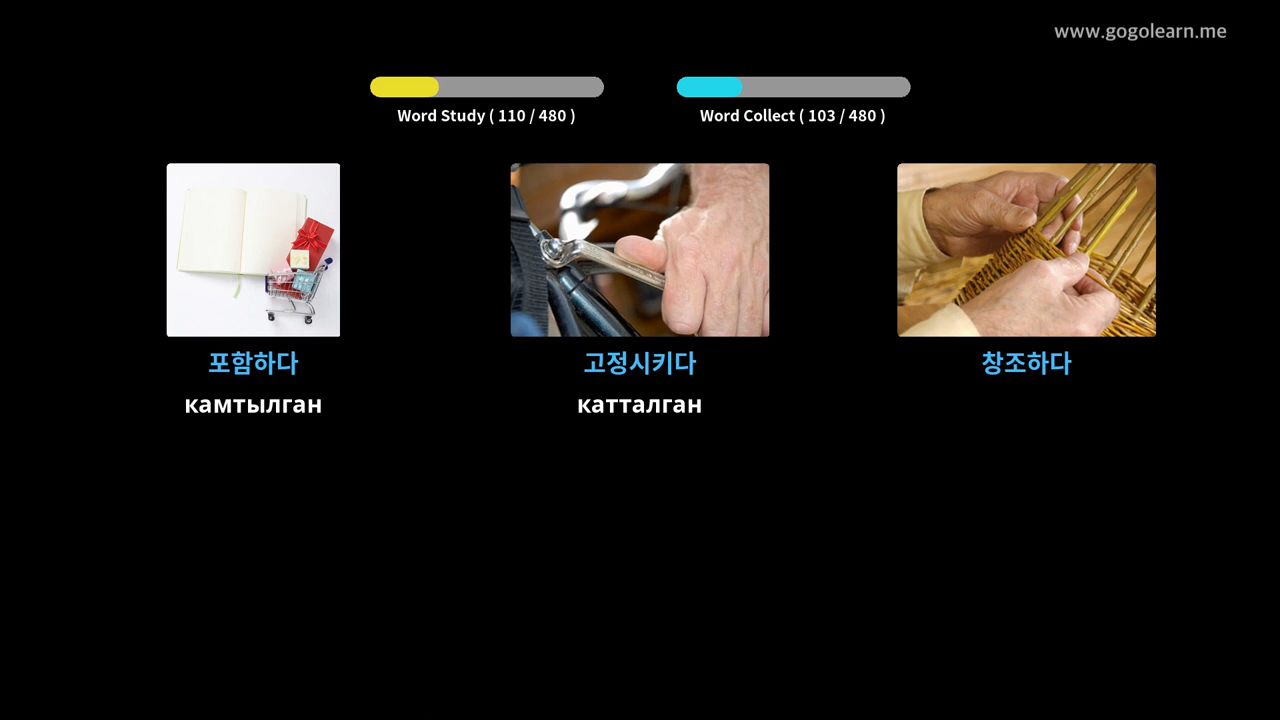 www.gogolearn.me
Word Study ( 110 / 480 )
Word Collect ( 103 / 480 )
포함하다
고정시키다
창조하다
камтылган
катталган